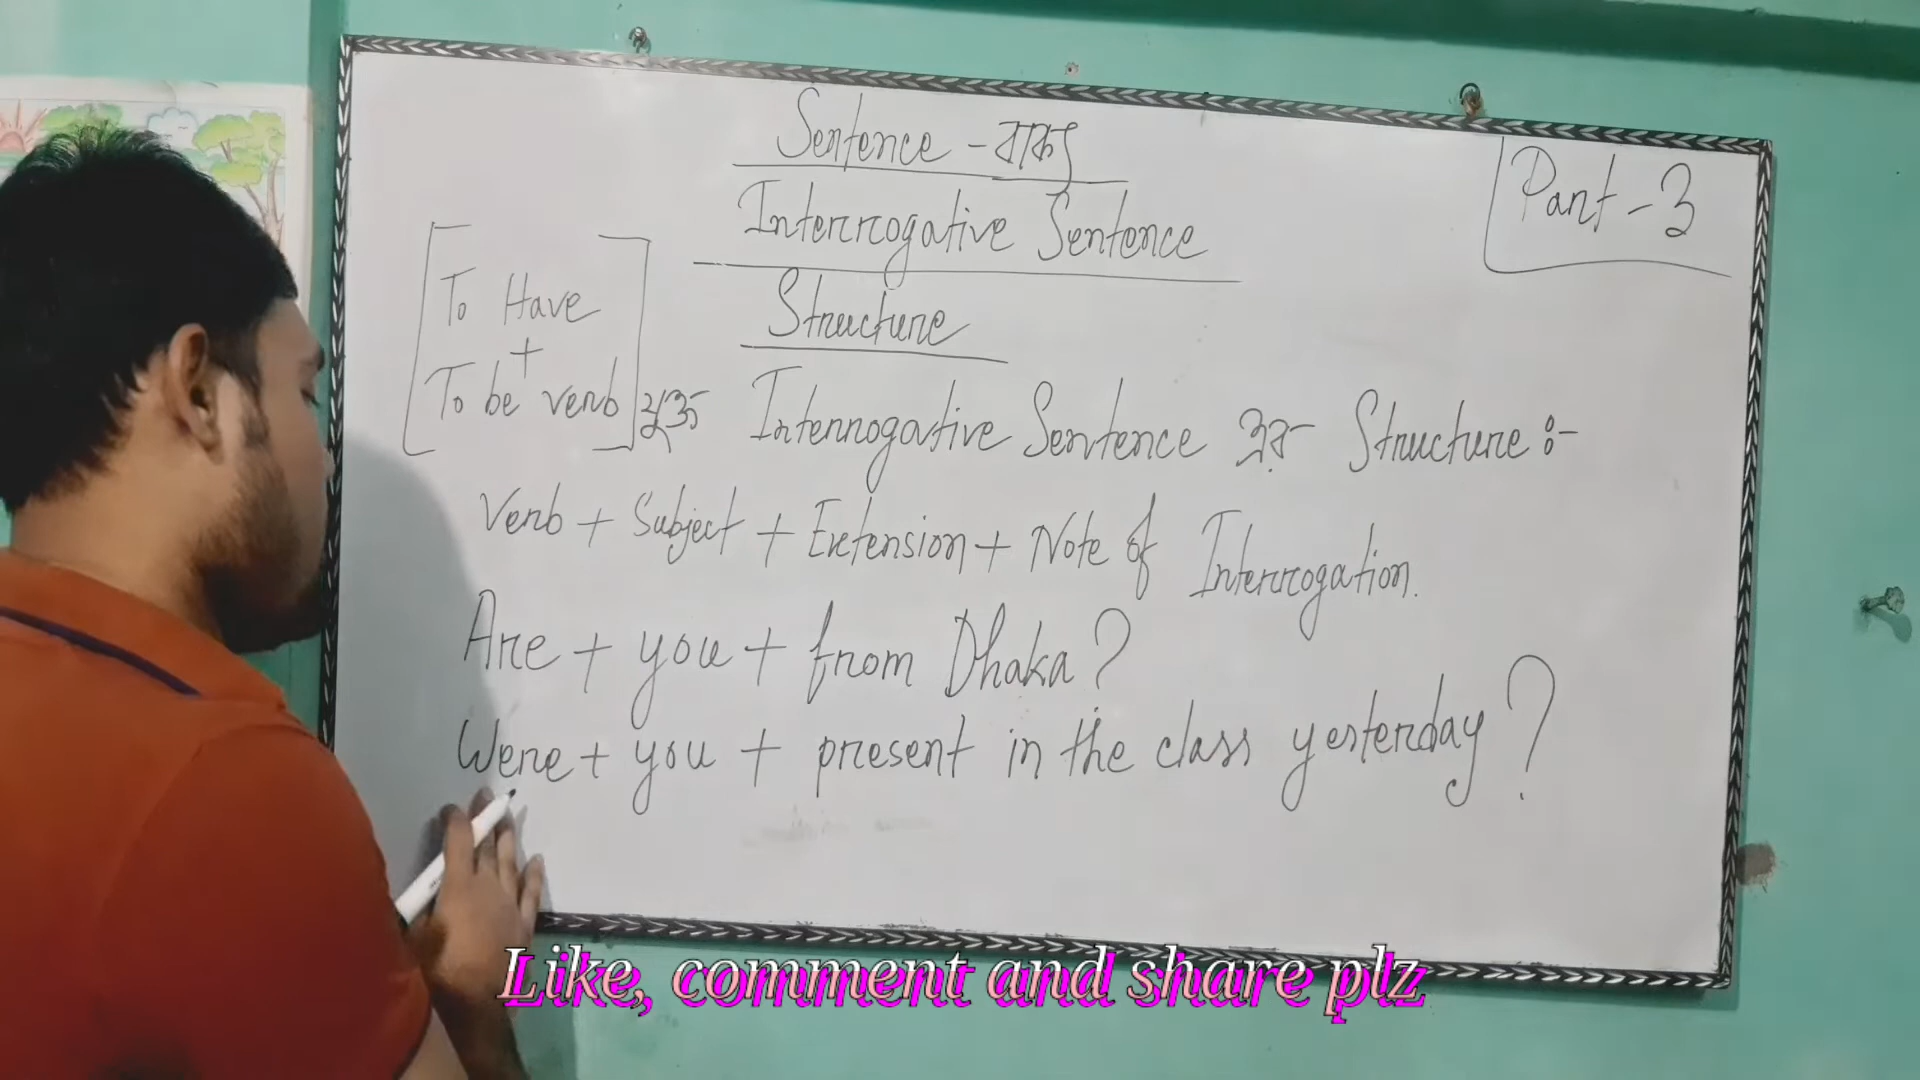 Sentence - বাক্য
Part - 3
Interrogative Sentence
Structure
[To Have
+
To be verb] যুক্ত Interrogative Sentence এর Structure :-
Verb + Subject + Extension + Note of Interrogation.
Are + you + from Dhaka?
Were + you + present in the class yesterday?
Like, comment and share plz